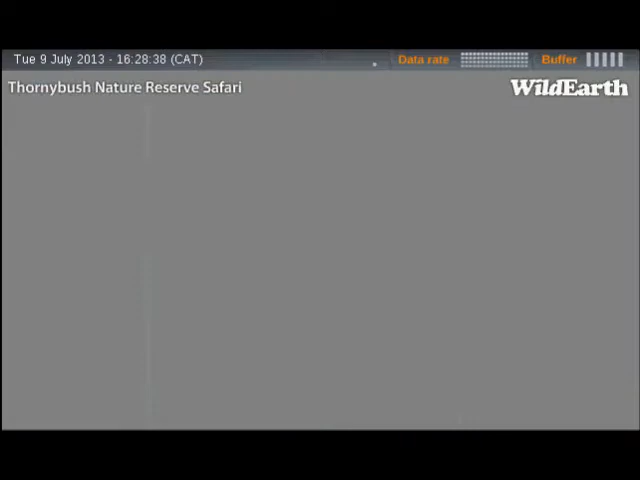 Tue 9 July 2013 - 16:28:38 (CAT) Data rate Buffer
Thornybush Nature Reserve Safari WildEarth